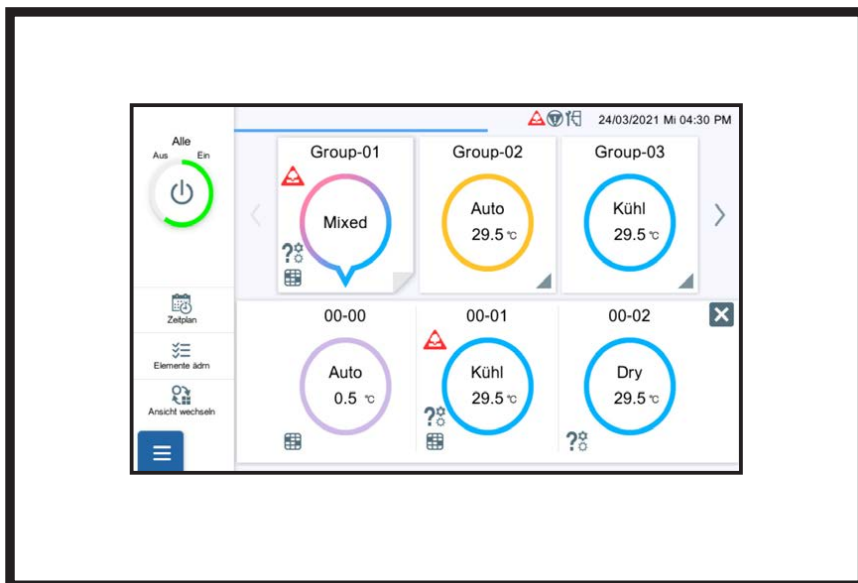 24/03/2021 Mi 04:30 PM
Alle
Aus Ein
Group-01
Group-02
Group-03
Mixed
Auto
29.5 ℃
Kühl
29.5 ℃
Zeitplan
Elemente ädrn
Ansicht wechseln
00-00
00-01
00-02
Auto
0.5 ℃
Kühl
29.5 ℃
Dry
29.5 ℃